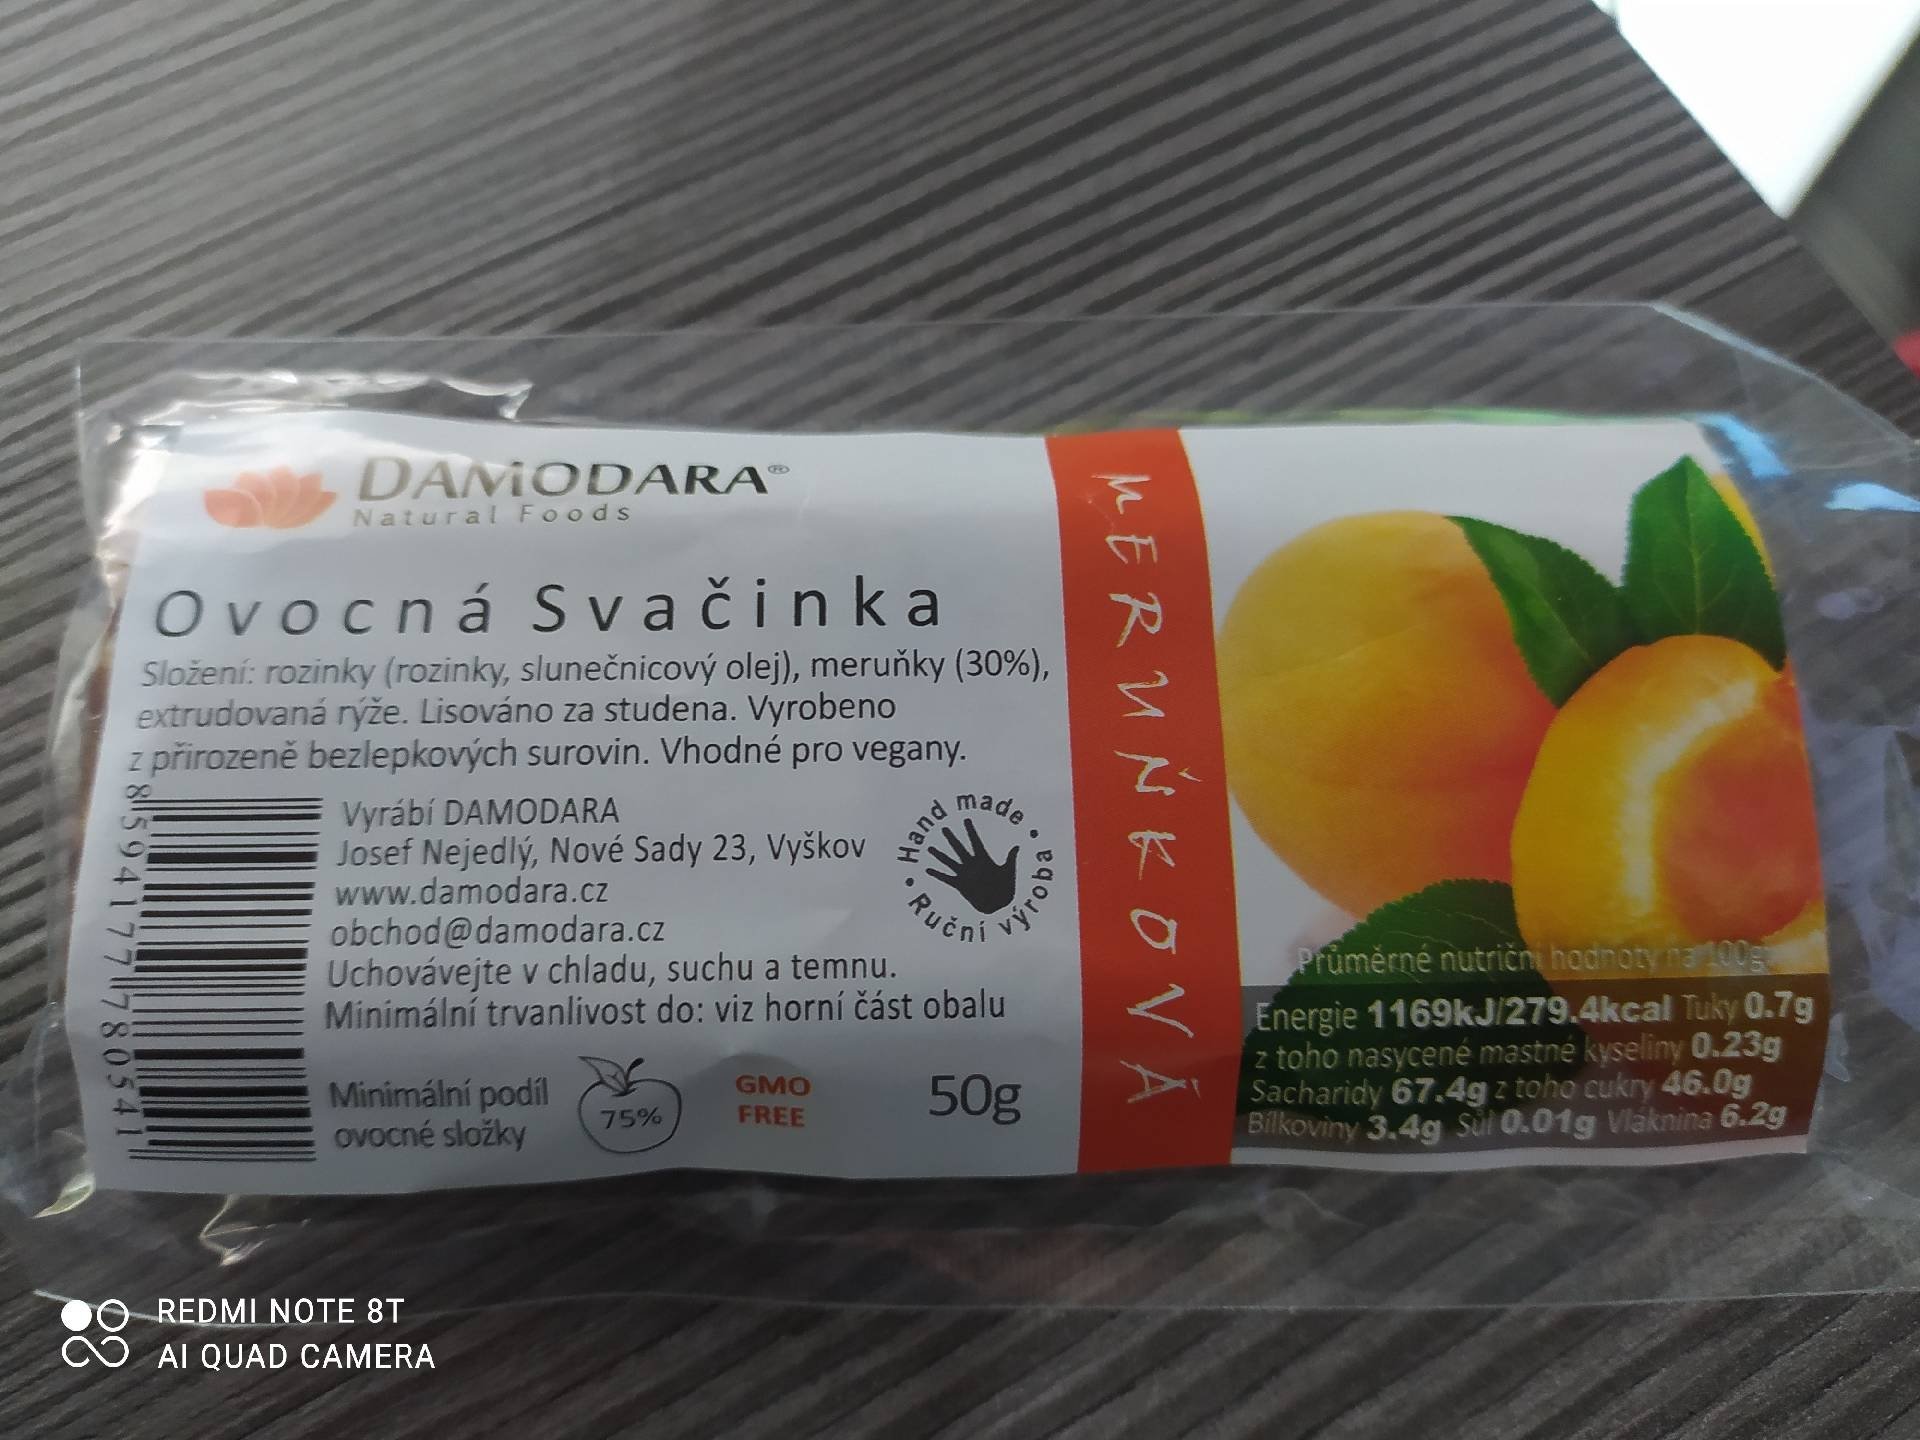 DAMODARA®
Natural Foods
Ovocná Svačinka
Složení: rozinky (rozinky, slunečnicový olej), meruňky (30%),
extrudovaná rýže. Lisováno za studena. Vyrobeno
z přirozeně bezlepkových surovin. Vhodné pro vegany.
8594177780541
Vyrábí DAMODARA
Josef Nejedlý, Nové Sady 23, Vyškov
www.damodara.cz
obchod@damodara.cz
Uchovávejte v chladu, suchu a temnu.
Minimální trvanlivost do: viz horní část obalu
• Hand made •
Ruční výroba
Minimální podíl
ovocné složky
75%
GMO
FREE
50g
MERUŇKOVÁ
Průměrné nutriční hodnoty na 100g
Energie 1169kJ/279.4kcal Tuky 0.7g
z toho nasycené mastné kyseliny 0.23g
Sacharidy 67.4g z toho cukry 46.0g
Bílkoviny 3.4g Sůl 0.01g Vláknina 6.2g
REDMI NOTE 8T
AI QUAD CAMERA